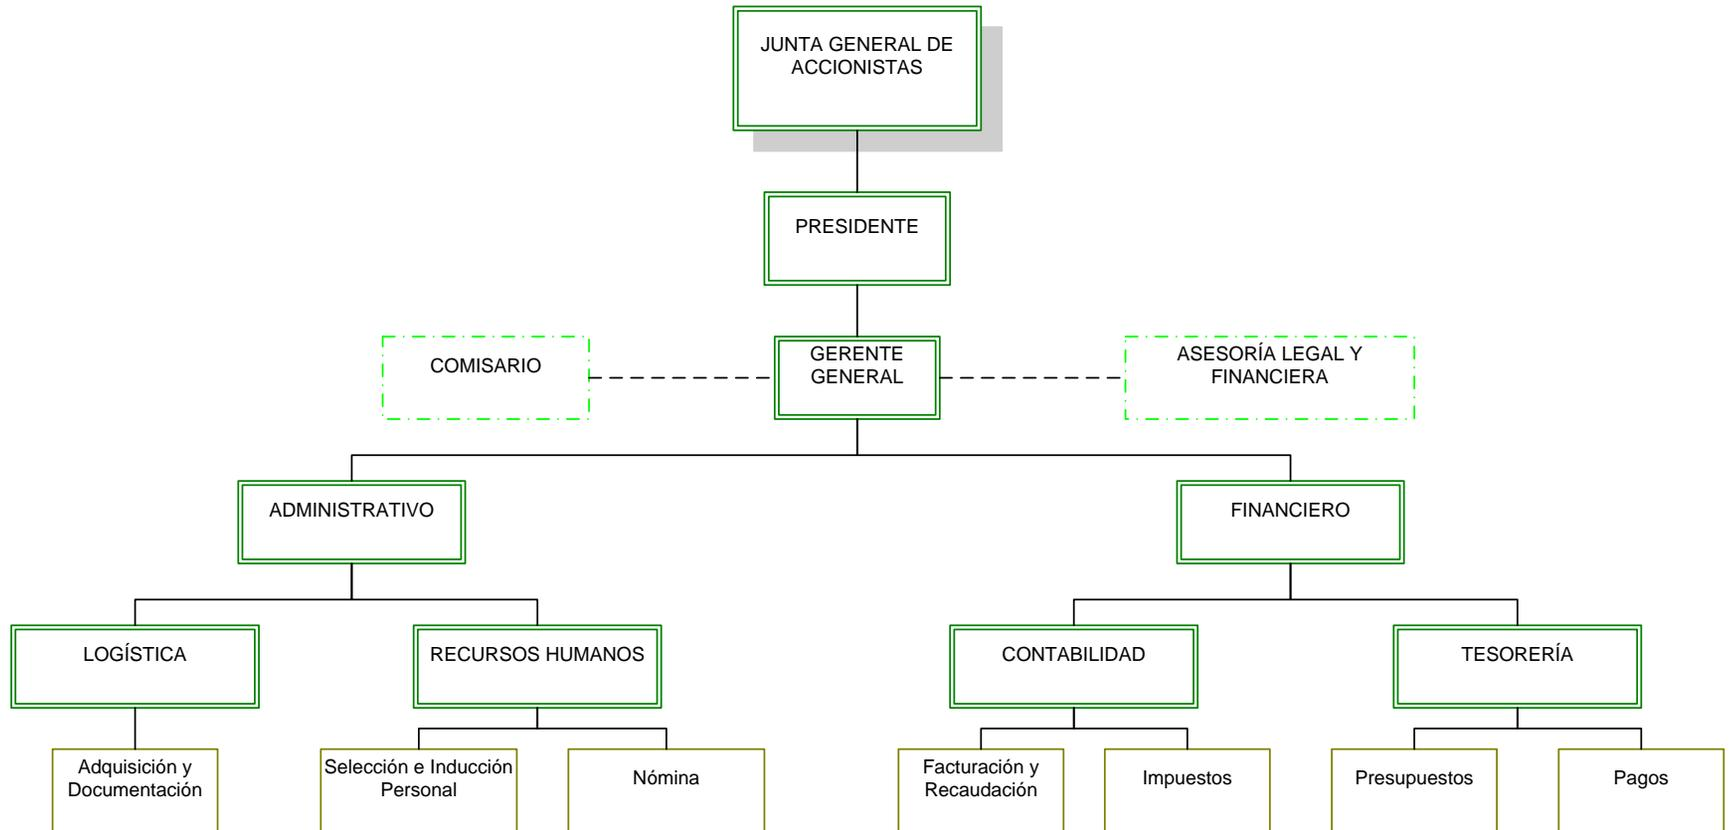 JUNTA GENERAL DE
ACCIONISTAS
PRESIDENTE
COMISARIO
GERENTE
GENERAL
ASESORÍA LEGAL Y
FINANCIERA
ADMINISTRATIVO
FINANCIERO
LOGÍSTICA
RECURSOS HUMANOS
CONTABILIDAD
TESORERÍA
Adquisición y
Documentación
Selección e Inducción
Personal
Nómina
Facturación y
Recaudación
Impuestos
Presupuestos
Pagos